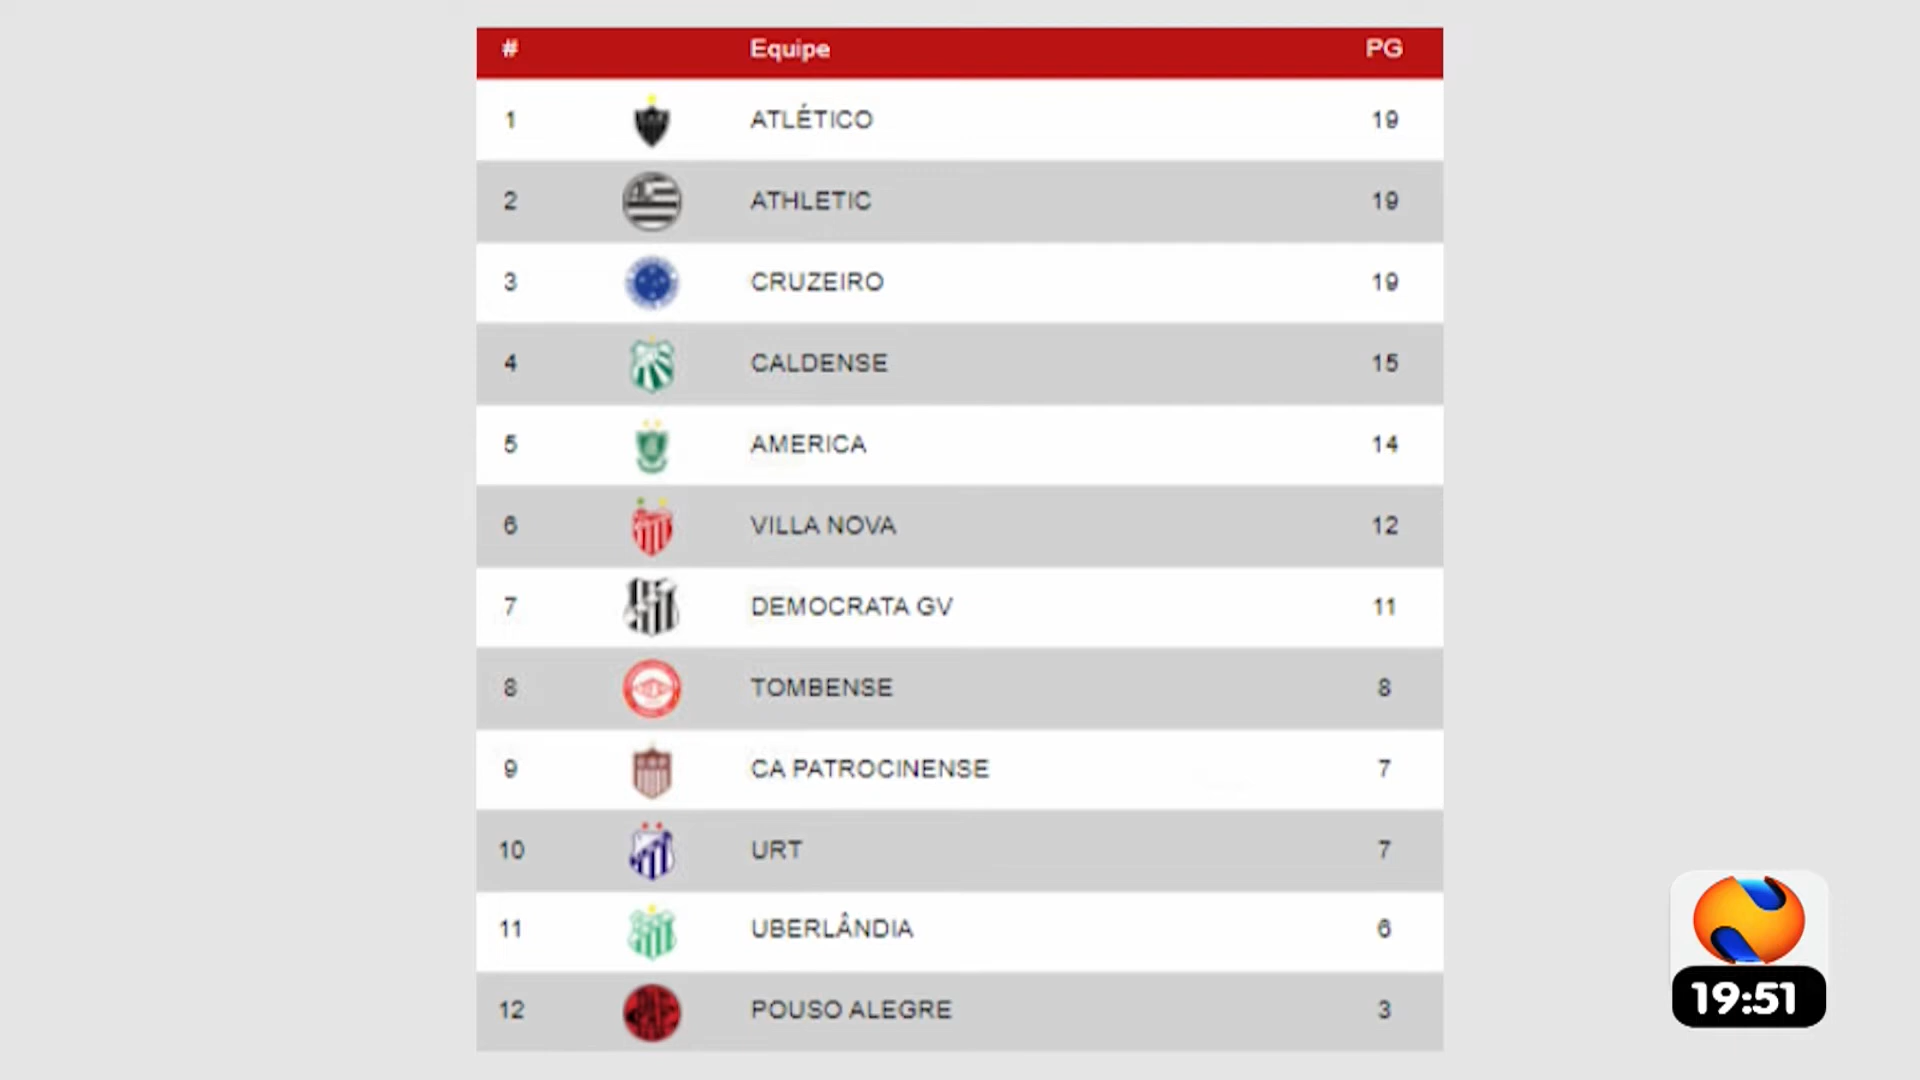 # Equipe PG
1 ATLÉTICO 19
2 ATHLETIC 19
3 CRUZEIRO 19
4 CALDENSE 15
5 AMERICA 14
6 VILLA NOVA 12
7 DEMOCRATA GV 11
8 TOMBENSE 8
9 CA PATROCINENSE 7
10 URT 7
11 UBERLÂNDIA 6
12 POUSO ALEGRE 3
19:51